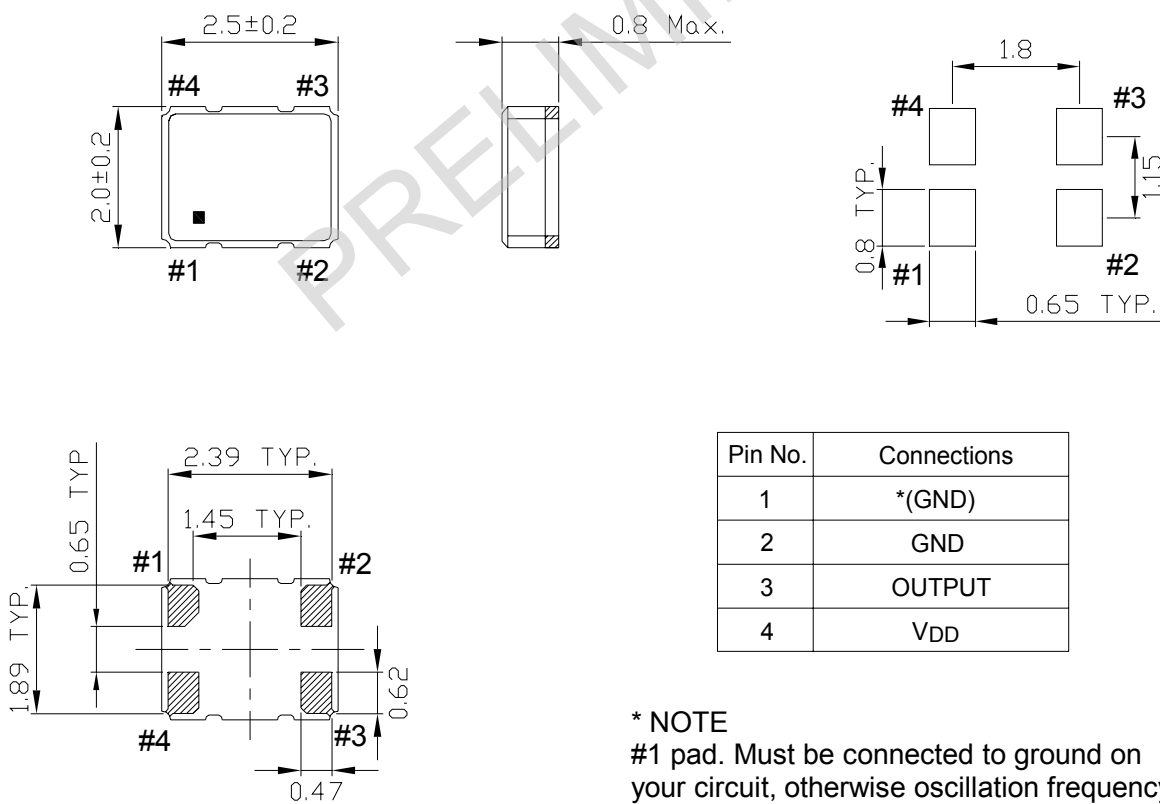 PRELIM
2.5±0.2
0.8 Max.
#4
#3
2.0±0.2
#1
#2
1.8
#4
#3
1.15
0.8 TYP.
#1
#2
0.65 TYP.
2.39 TYP.
1.45 TYP.
0.65 TYP
#1
#2
1.89 TYP.
0.62
#4
#3
0.47
Pin No. Connections
1 *(GND)
2 GND
3 OUTPUT
4 VDD
* NOTE
#1 pad. Must be connected to ground on
your circuit, otherwise oscillation frequency